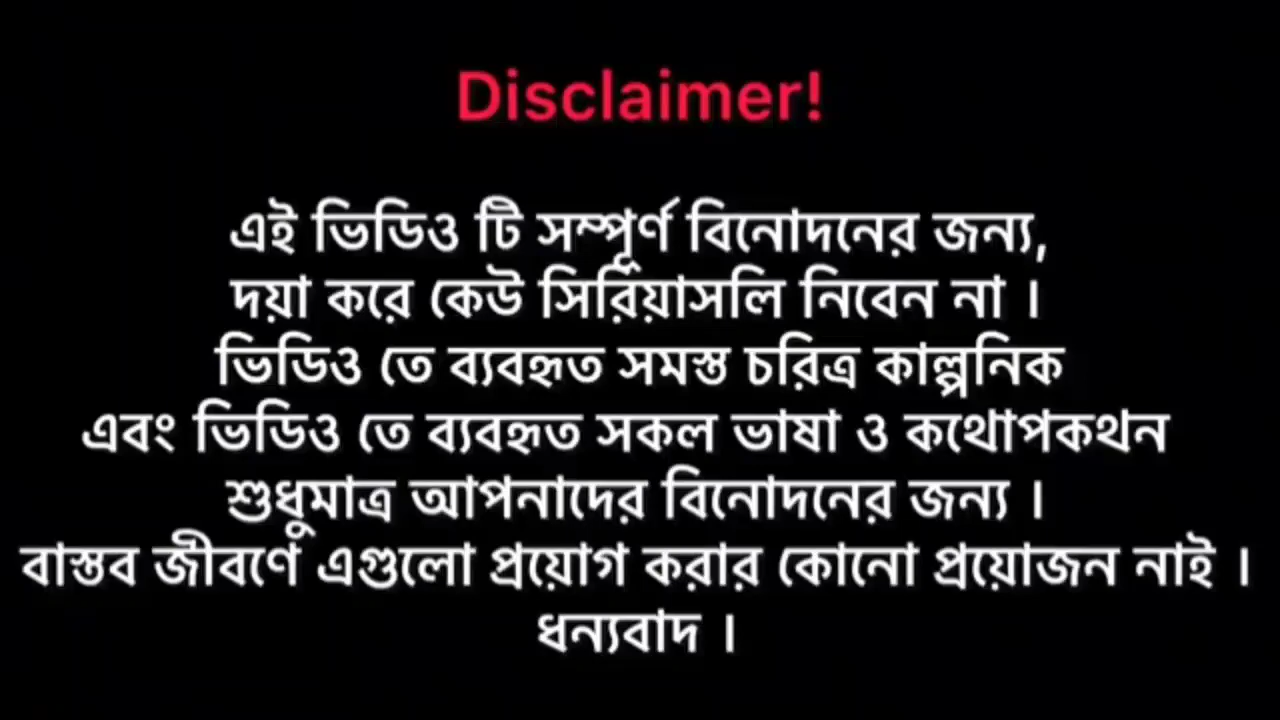 Disclaimer!
এই ভিডিও টি সম্পূর্ণ বিনোদনের জন্য,
দয়া করে কেউ সিরিয়াসলি নিবেন না ।
ভিডিও তে ব্যবহৃত সমস্ত চরিত্র কাল্পনিক
এবং ভিডিও তে ব্যবহৃত সকল ভাষা ও কথোপকথন
শুধুমাত্র আপনাদের বিনোদনের জন্য ।
বাস্তব জীবণে এগুলো প্রয়োগ করার কোনো প্রয়োজন নাই ।
ধন্যবাদ ।